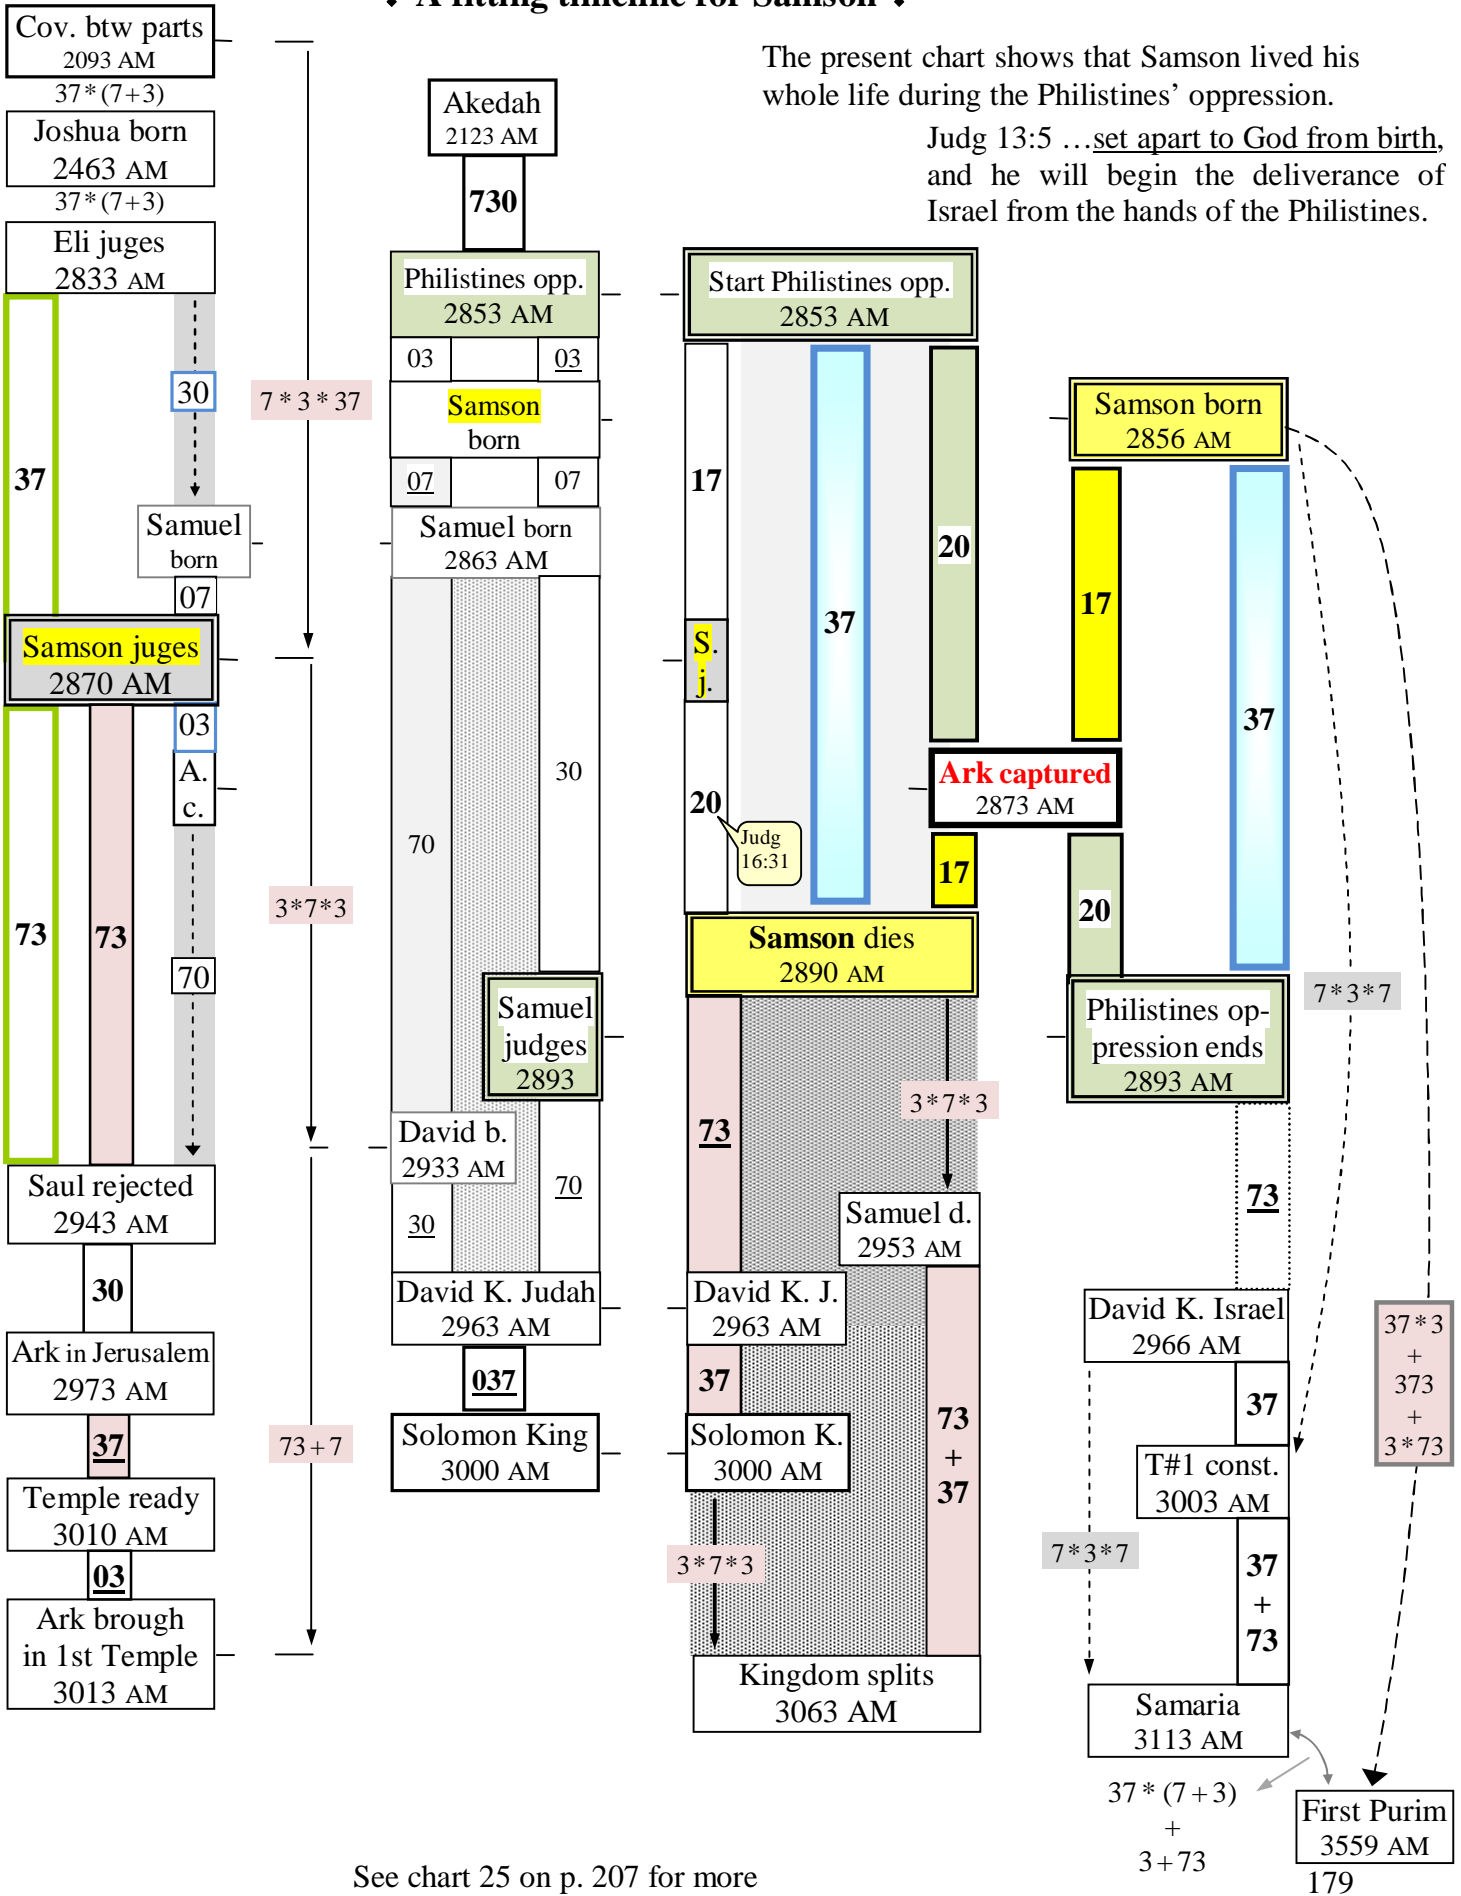 ❖ A fitting timeline for Samson ❖
The present chart shows that Samson lived his
whole life during the Philistines’ oppression.
Judg 13:5 …set apart to God from birth,
and he will begin the deliverance of
Israel from the hands of the Philistines.
Cov. btw parts
2093 AM
37*(7+3)
Joshua born
2463 AM
37*(7+3)
Eli juges
2833 AM
37
30
Samuel
born
07
Samson juges
2870 AM
03
A.
c.
73
73
70
Saul rejected
2943 AM
30
Ark in Jerusalem
2973 AM
37
Temple ready
3010 AM
03
Ark brough
in 1st Temple
3013 AM
7*3*37
3*7*3
73+7
Akedah
2123 AM
730
Philistines opp.
2853 AM
03
03
Samson
born
07
07
Samuel born
2863 AM
70
30
Samuel
judges
2893
David b.
2933 AM
30
70
David K. Judah
2963 AM
037
Solomon King
3000 AM
Start Philistines opp.
2853 AM
17
37
20
S.
j.
20
Judg
16:31
Ark captured
2873 AM
17
Samson dies
2890 AM
73
3*7*3
Samuel d.
2953 AM
David K. J.
2963 AM
37
Solomon K.
3000 AM
73
+
37
3*7*3
Kingdom splits
3063 AM
Samson born
2856 AM
17
37
20
Philistines op-
pression ends
2893 AM
7*3*7
73
David K. Israel
2966 AM
37
T#1 const.
3003 AM
7*3*7
37
+
73
Samaria
3113 AM
37*3
+
373
+
3*73
37*(7+3)
+
3+73
First Purim
3559 AM
See chart 25 on p. 207 for more
179